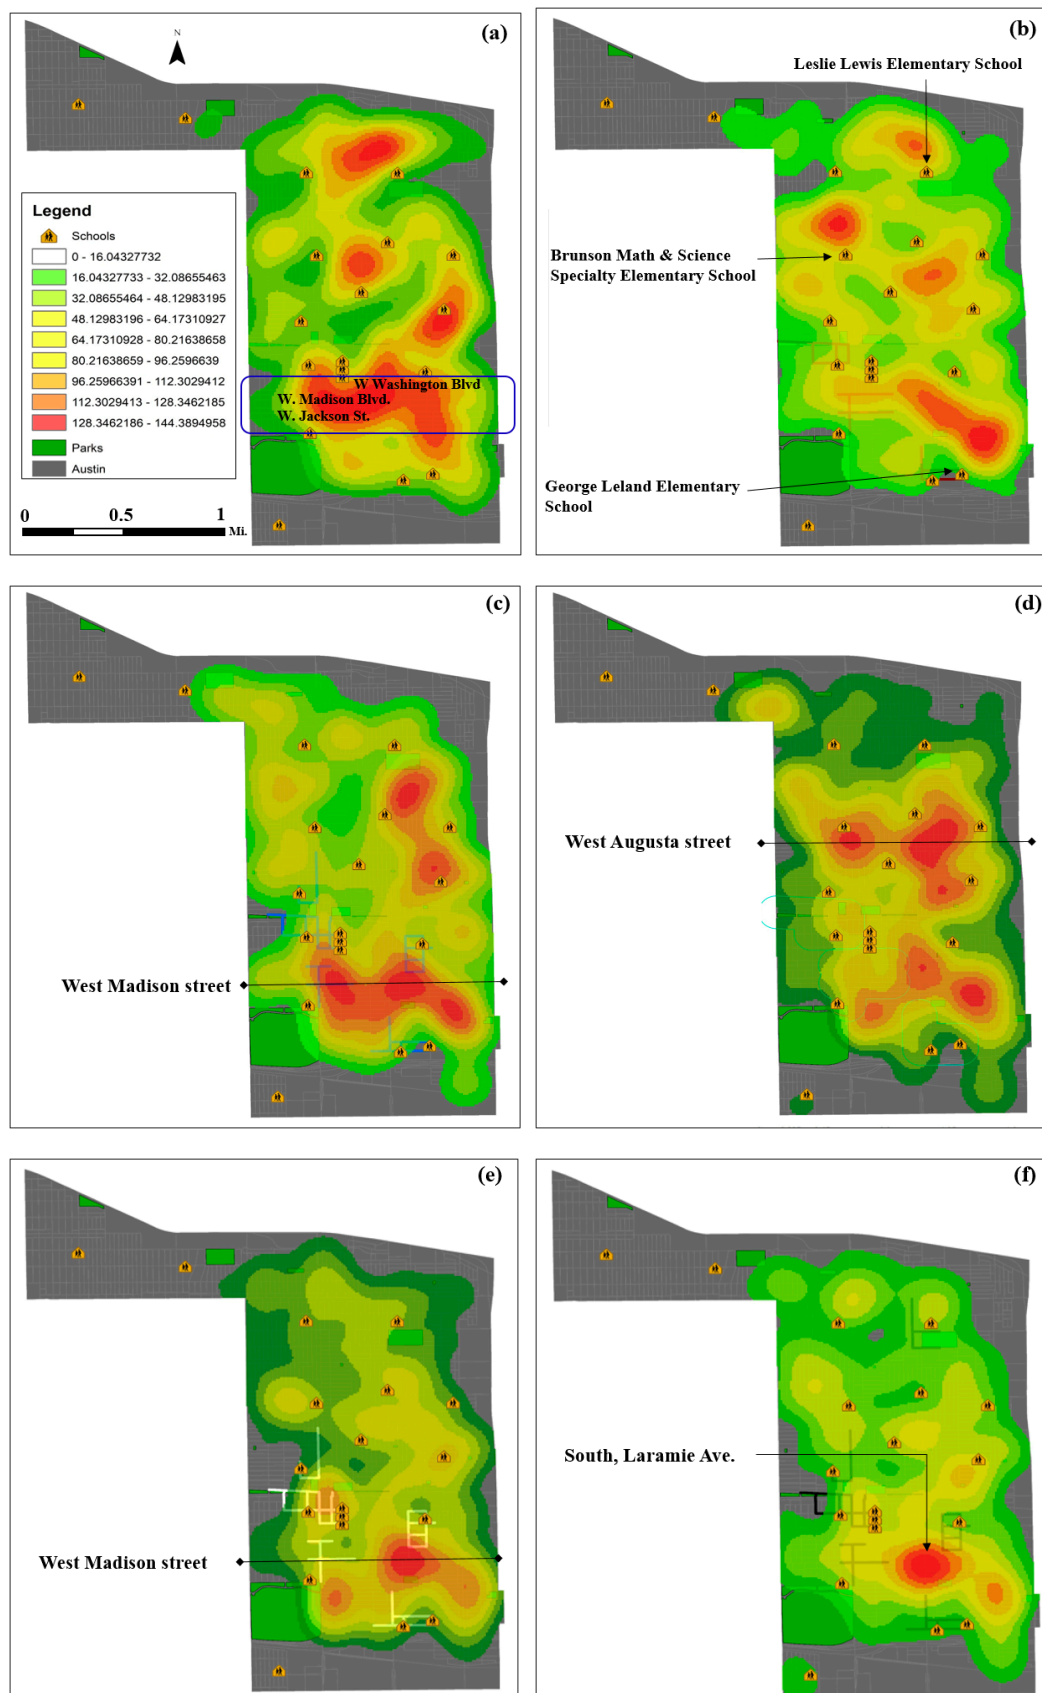 (a)
N
Legend
Schools
0 - 16.04327732
16.04327733 - 32.08655463
32.08655464 - 48.12983195
48.12983196 - 64.17310927
64.17310928 - 80.21638658
80.21638659 - 96.2596639
96.25966391 - 112.3029412
112.3029413 - 128.3462185
128.3462186 - 144.3894958
Parks
Austin
0 0.5 1
Mi.
W Washington Blvd
W. Madison Blvd.
W. Jackson St.
(b)
Leslie Lewis Elementary School
Brunson Math & Science
Specialty Elementary School
George Leland Elementary
School
(c)
West Madison street
(d)
West Augusta street
(e)
West Madison street
(f)
South, Laramie Ave.